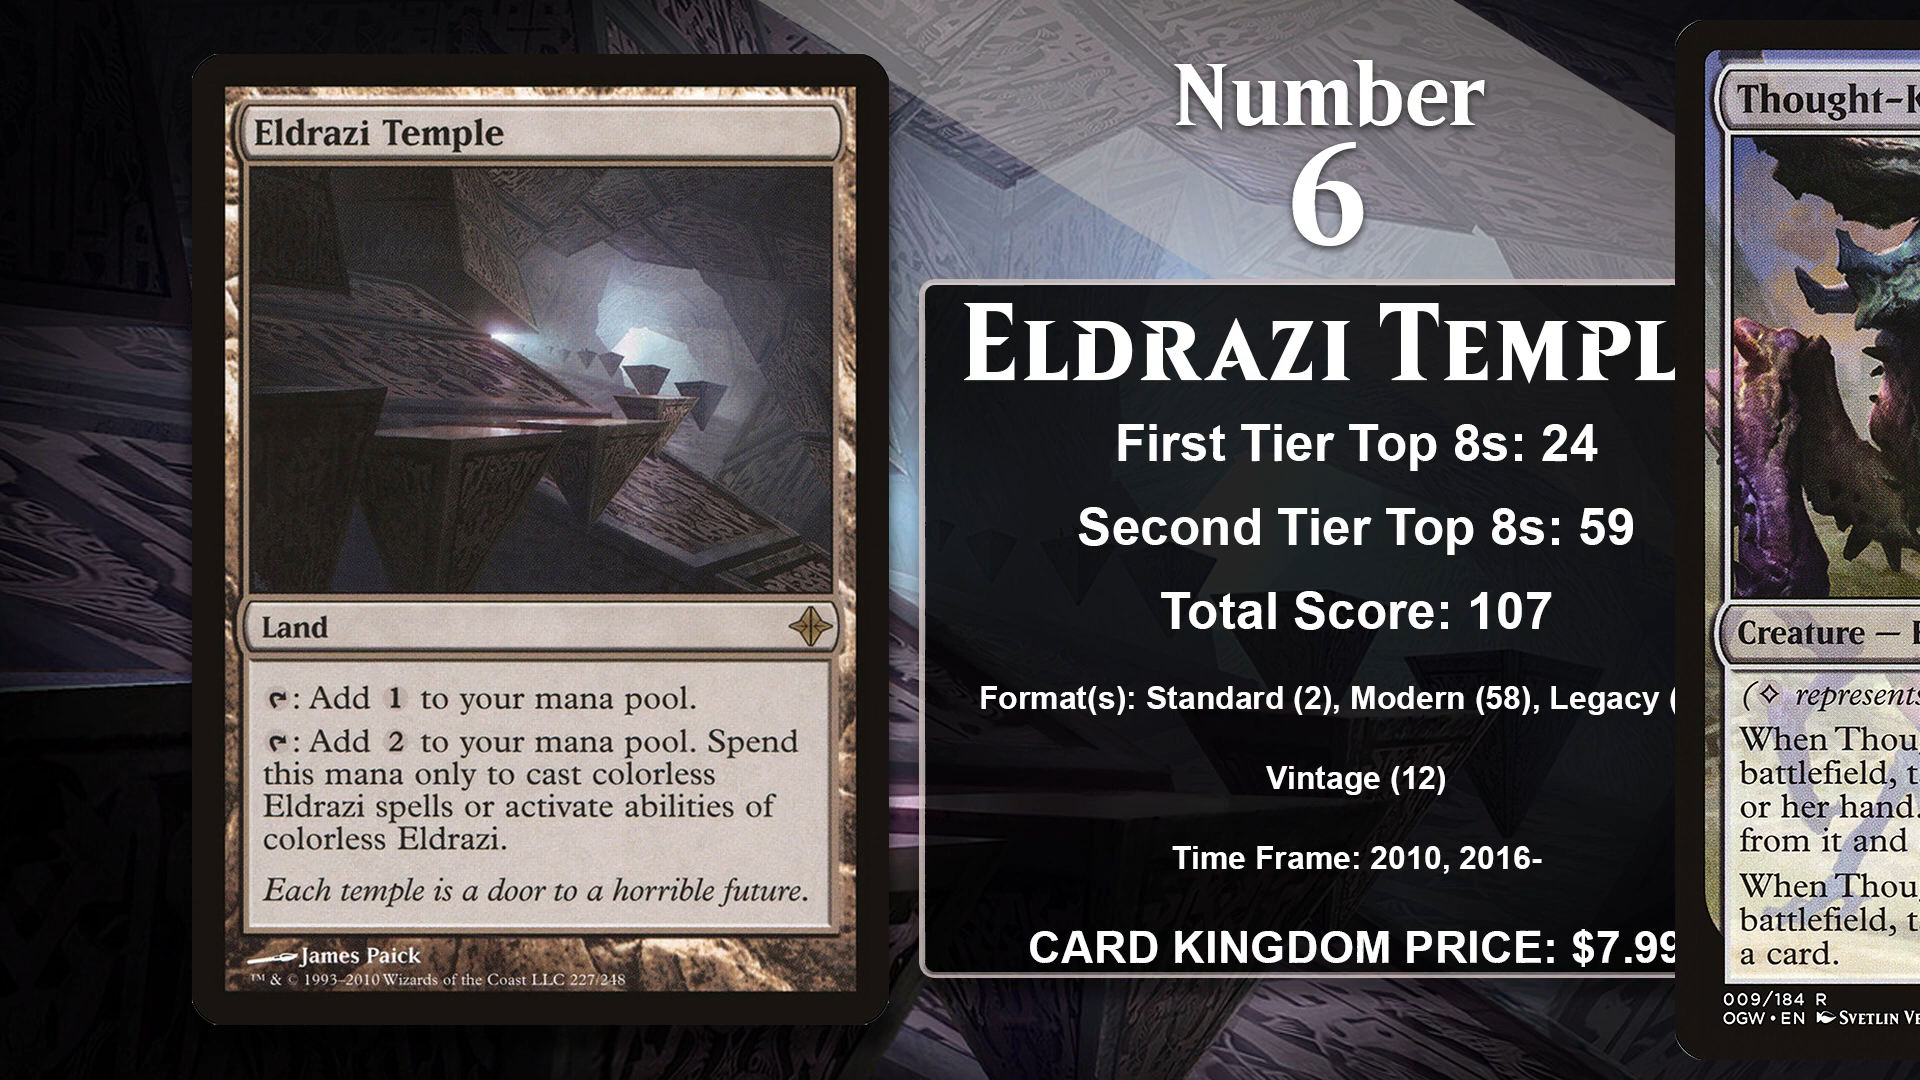 Eldrazi Temple
Land
: Add 1 to your mana pool.
: Add 2 to your mana pool. Spend
this mana only to cast colorless
Eldrazi spells or activate abilities of
colorless Eldrazi.
Each temple is a door to a horrible future.
James Paick
™ & © 1993–2010 Wizards of the Coast LLC 227/248
Number
6
ELDRAZI TEMPL
First Tier Top 8s: 24
Second Tier Top 8s: 59
Total Score: 107
Format(s): Standard (2), Modern (58), Legacy (
Vintage (12)
Time Frame: 2010, 2016-
CARD KINGDOM PRICE: $7.99
Thought-K
Creature — E
( represents
When Thou
battlefield, t
or her hand.
from it and
When Thou
battlefield, t
a card.
009/184 R
OGW • EN SVETLIN VE